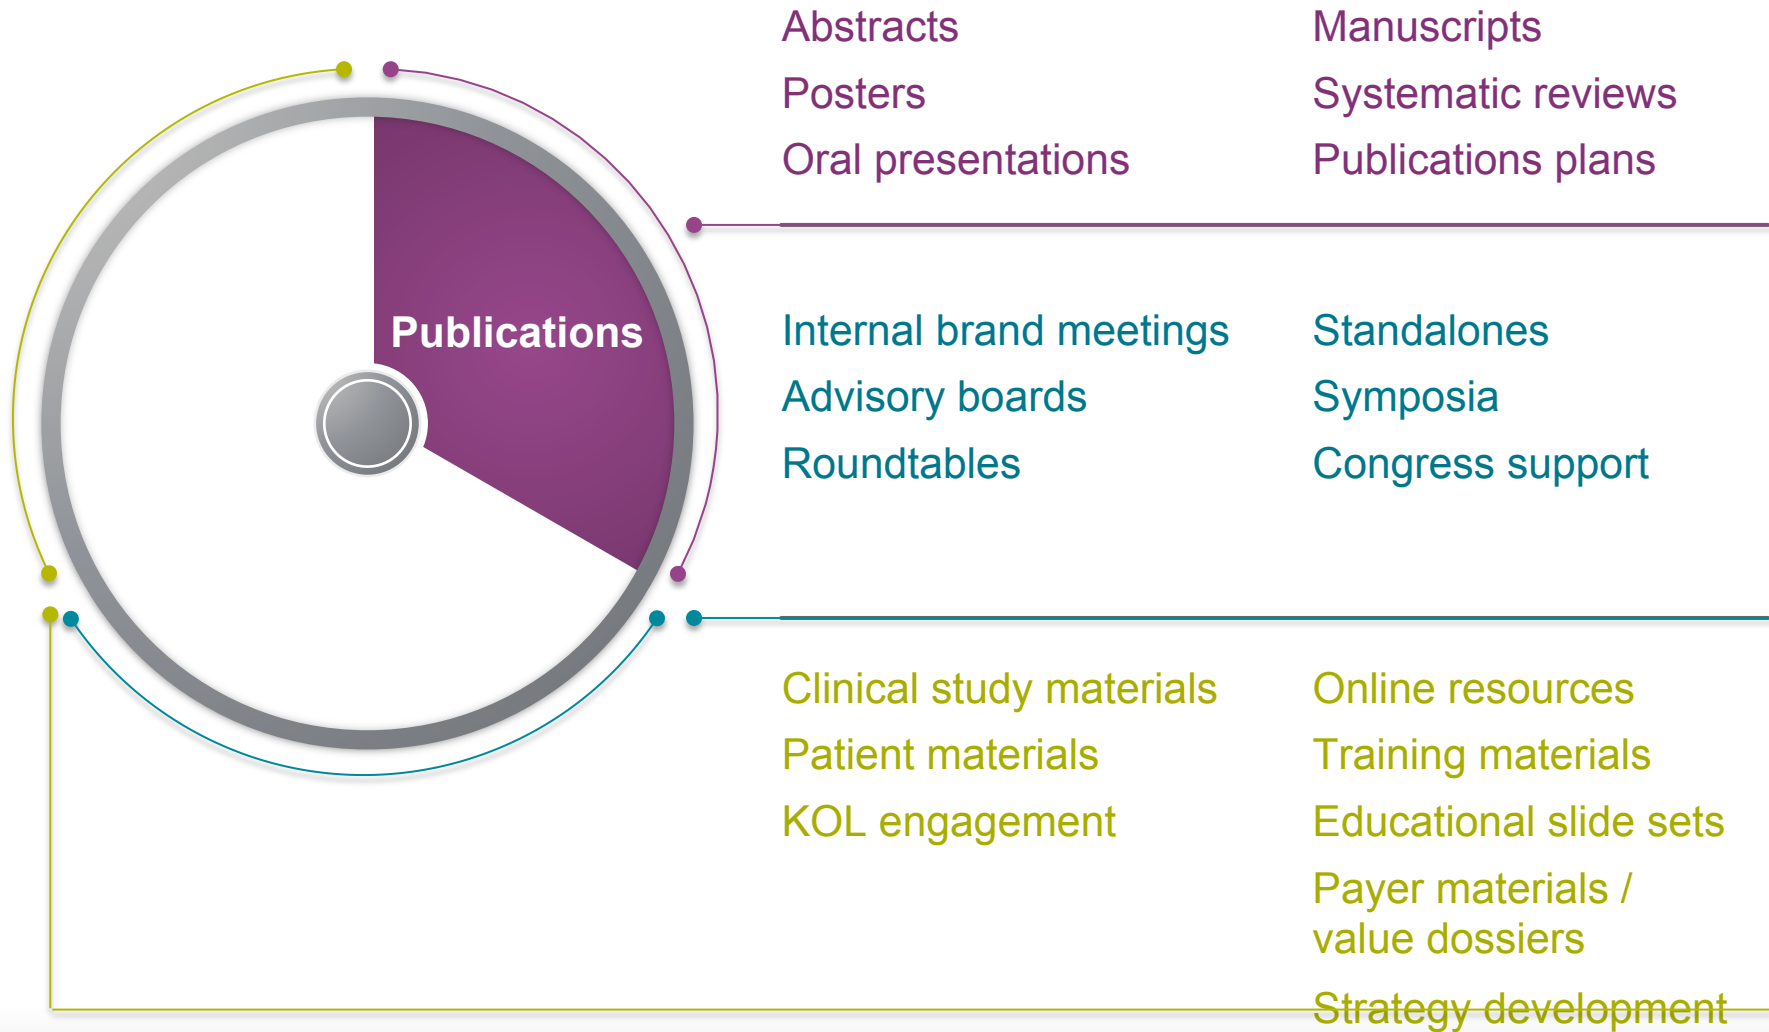 Abstracts
Posters
Oral presentations
Manuscripts
Systematic reviews
Publications plans
Publications
Internal brand meetings
Advisory boards
Roundtables
Standalones
Symposia
Congress support
Clinical study materials
Patient materials
KOL engagement
Online resources
Training materials
Educational slide sets
Payer materials /
value dossiers
Strategy development